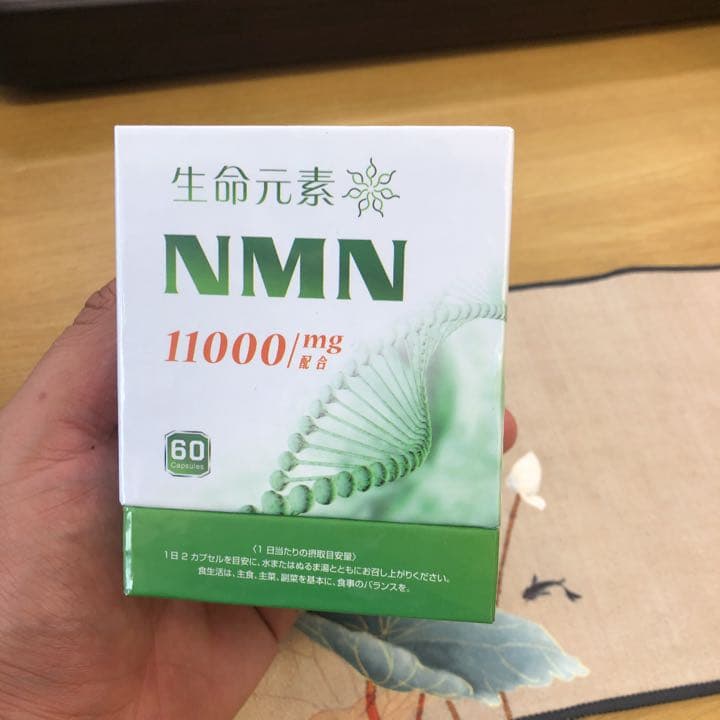 生命元素
NMN
11000/mg
配合
60
Capsules
〈1 日当たりの摂取目安量〉
1日 2 カプセルを目安に、水またはぬるま湯とともにお召し上がりください。
食生活は、主食、主菜、副菜を基本に、食事のバランスを。